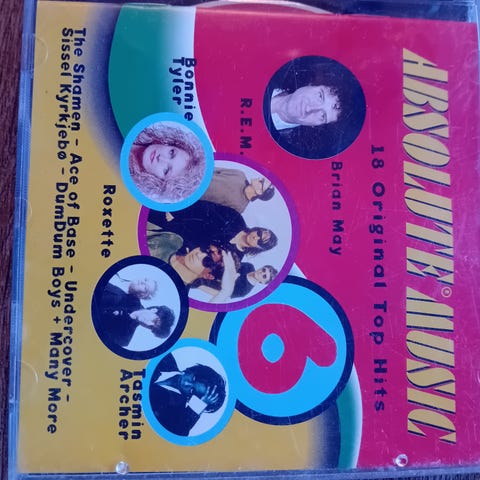 ABSOLUTE® MUSIC
18 Original Top Hits
Brian May
R.E.M.
Bonnie
Tyler
6
Roxette
Tasmin
Archer
The Shamen - Ace of Base - Undercover -
Sissel Kyrkjebø - DumDum Boys + Many More